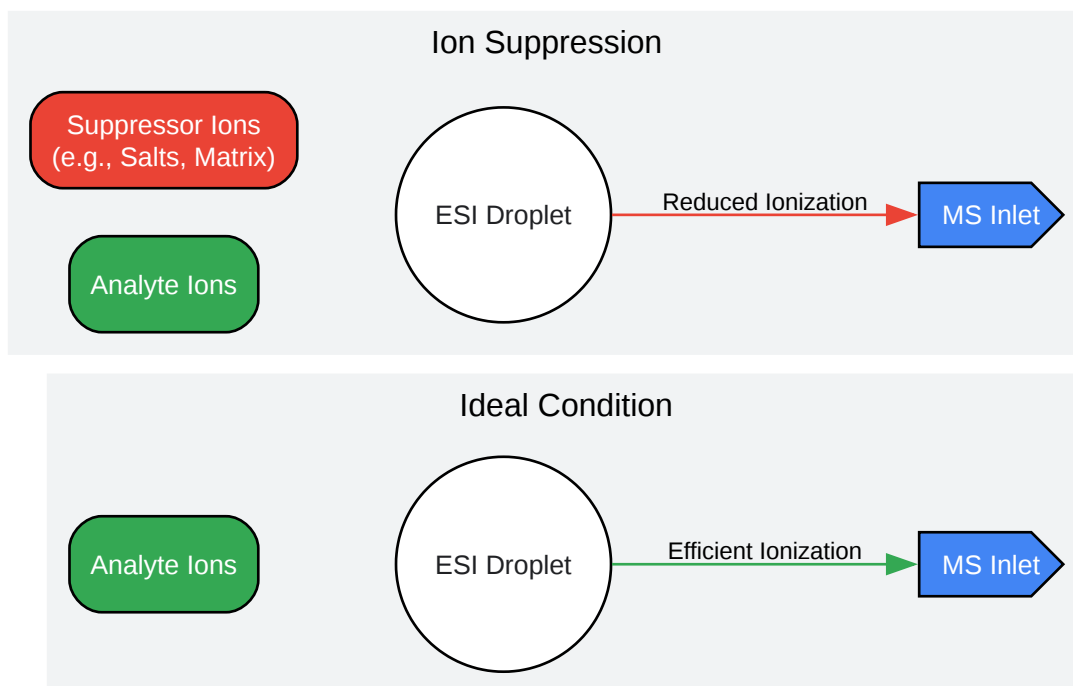 Ion Suppression
Suppressor Ions
(e.g., Salts, Matrix)
Analyte Ions
ESI Droplet
Reduced Ionization
MS Inlet
Ideal Condition
Analyte Ions
ESI Droplet
Efficient Ionization
MS Inlet